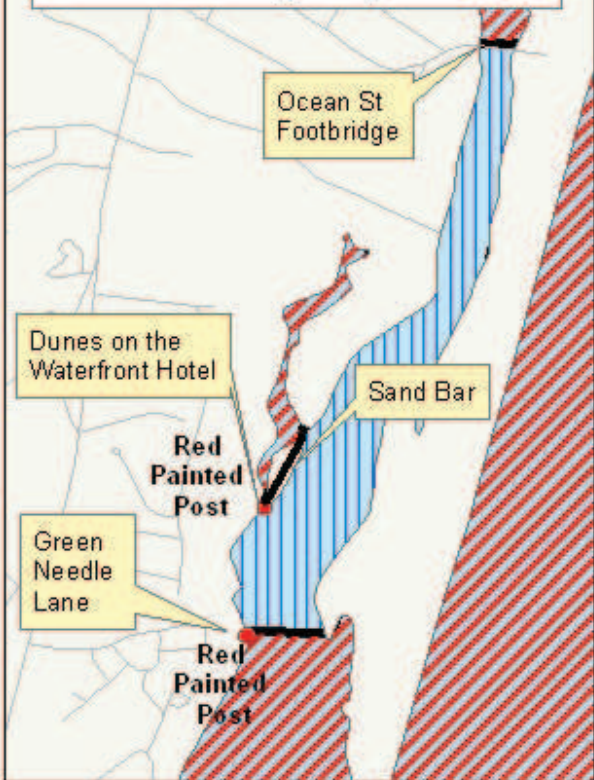 Ocean St
Footbridge
Dunes on the
Waterfront Hotel
Sand Bar
Red
Painted
Post
Green
Needle
Lane
Red
Painted
Post